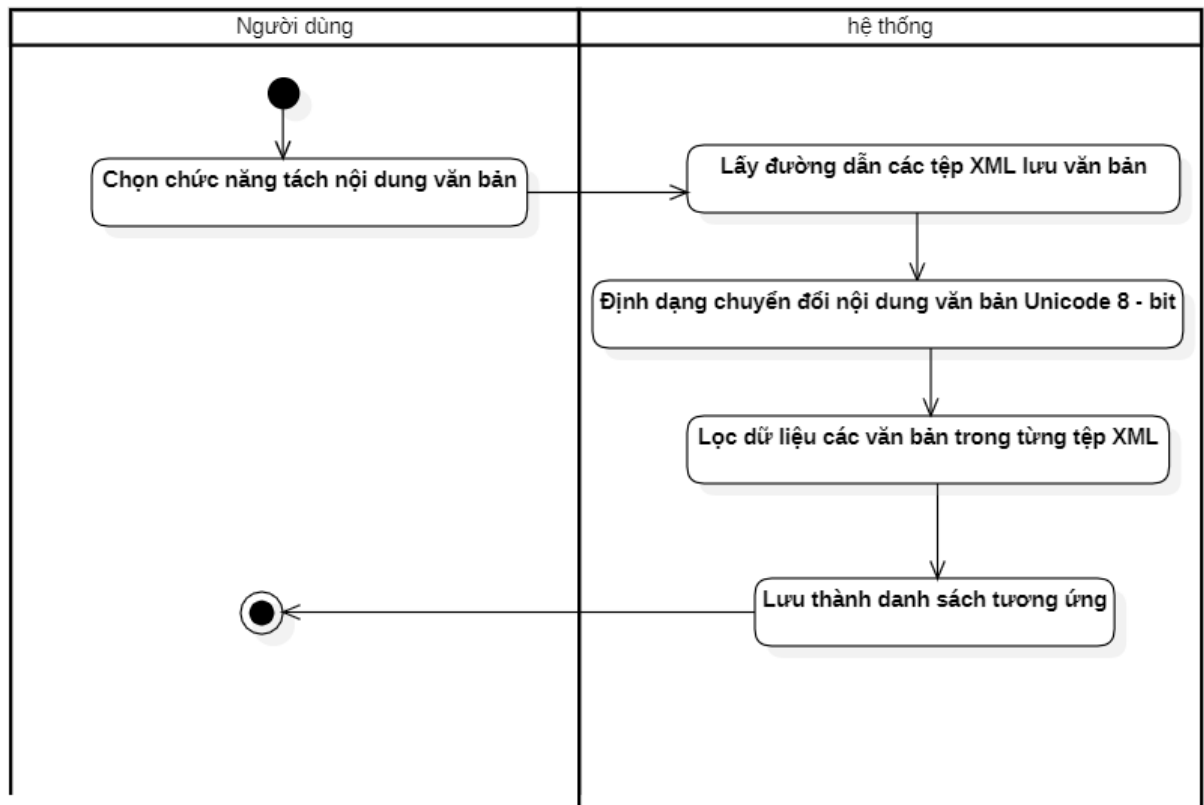 Người dùng
hệ thống
Chọn chức năng tách nội dung văn bản
Lấy đường dẫn các tệp XML lưu văn bản
Định dạng chuyển đổi nội dung văn bản Unicode 8 - bit
Lọc dữ liệu các văn bản trong từng tệp XML
Lưu thành danh sách tương ứng